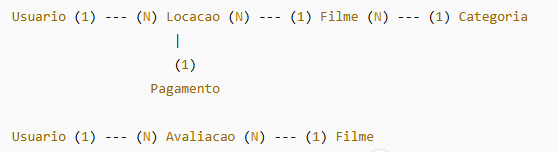 Usuario (1) --- (N) Locacao (N) --- (1) Filme (N) --- (1) Categoria
|
(1)
Pagamento
Usuario (1) --- (N) Avaliacao (N) --- (1) Filme